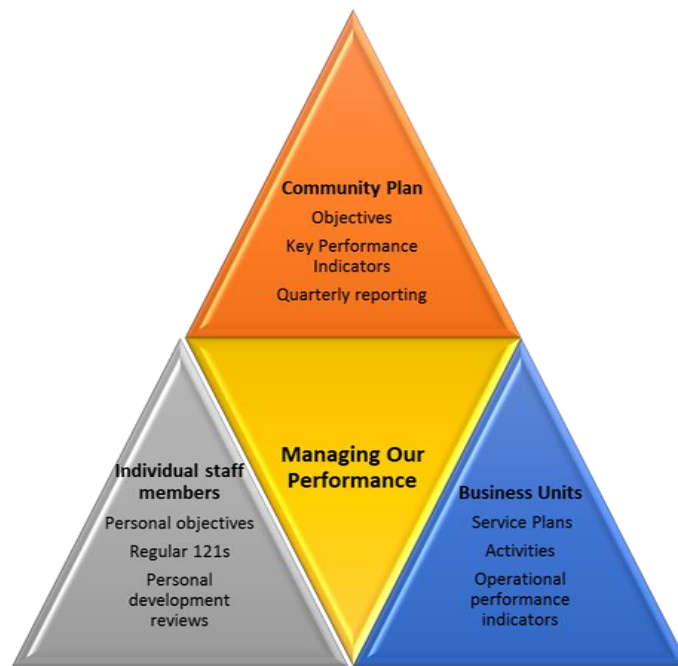 Community Plan
Objectives
Key Performance
Indicators
Quarterly reporting
Managing Our
Performance
Individual staff
members
Personal objectives
Regular 121s
Personal
development
reviews
Business Units
Service Plans
Activities
Operational
performance
indicators